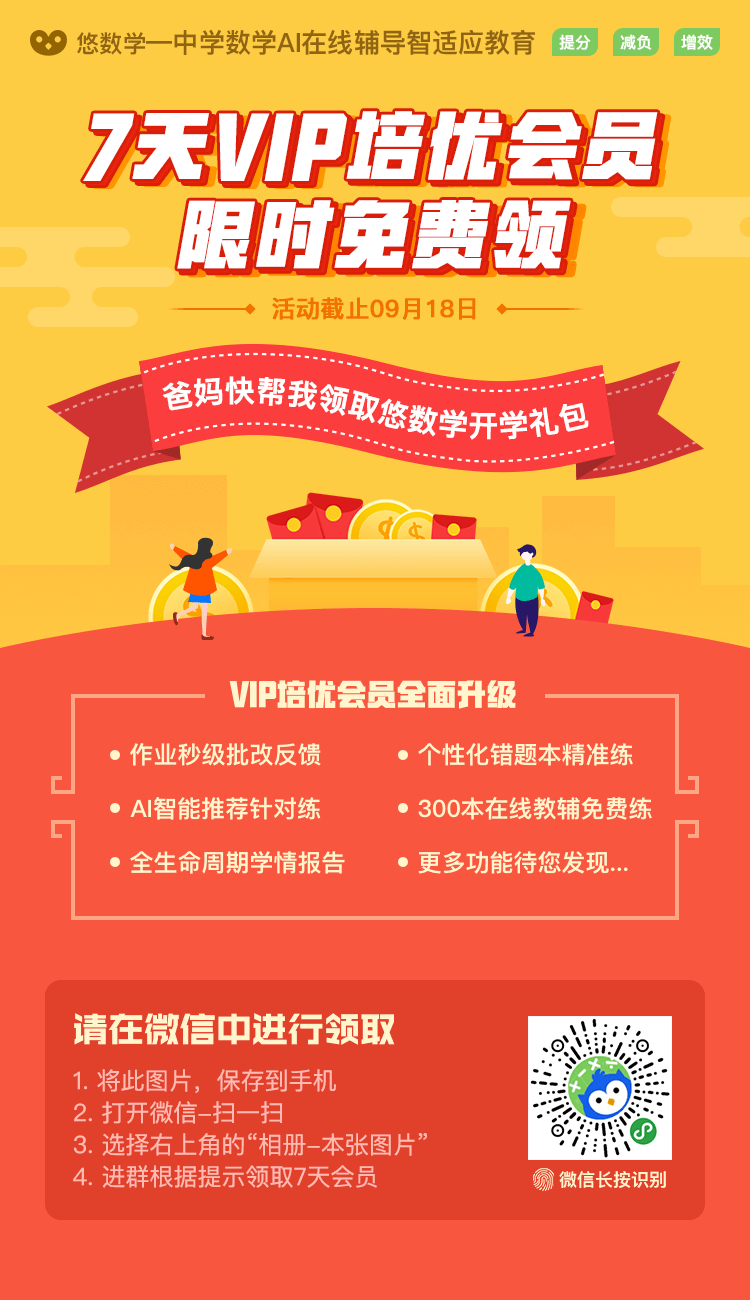 悠数学—中学数学AI在线辅导智适应教育 提分 减负 增效
7天VIP培优会员
限时免费领
活动截止09月18日
爸妈快帮我领取悠数学开学礼包
VIP培优会员全面升级
作业秒级批改反馈
个性化错题本精准练
AI智能推荐针对练
300本在线教辅免费练
全生命周期学情报告
更多功能待您发现...
请在微信中进行领取
1. 将此图片，保存到手机
2. 打开微信-扫一扫
3. 选择右上角的“相册-本张图片”
4. 进群根据提示领取7天会员
微信长按识别